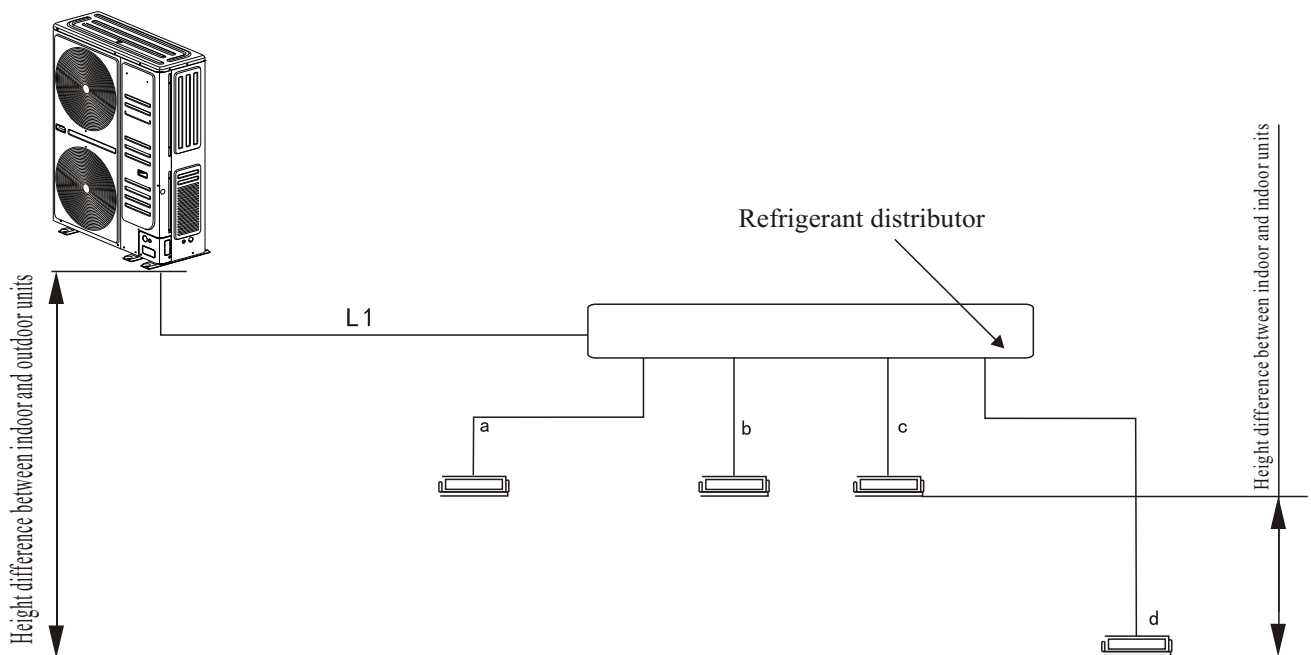 Refrigerant distributor
Height difference between indoor and outdoor units
L1
Height difference between indoor and indoor units
a
b
c
d